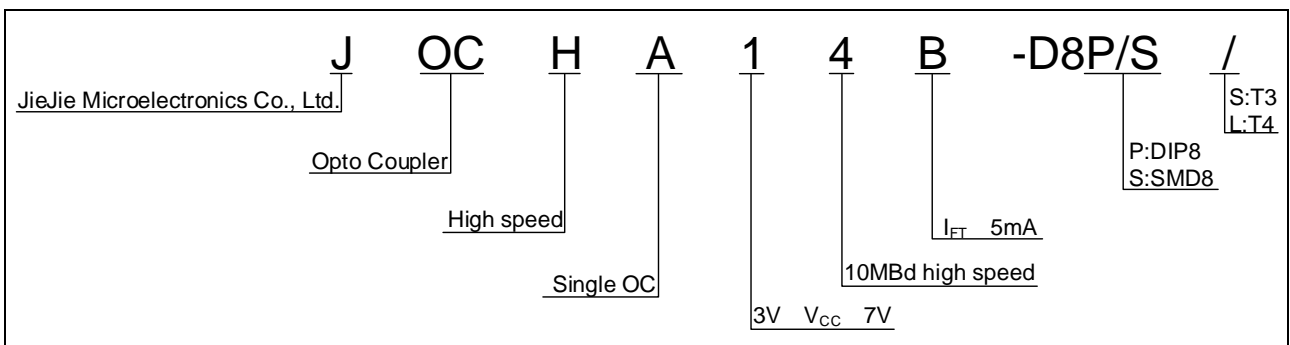 J OC H A 1 4 B -D8P/S /
JieJie Microelectronics Co., Ltd.
S:T3
L:T4
Opto Coupler
P:DIP8
S:SMD8
High speed
IFT 5mA
Single OC
10MBd high speed
3V VCC 7V